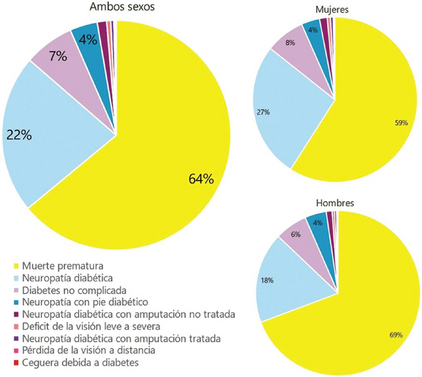 Ambos sexos
4%
7%
22%
64%
Mujeres
4%
8%
27%
59%
Hombres
4%
6%
18%
69%
Muerte prematura
Neuropatía diabética
Diabetes no complicada
Neuropatía con pie diabético
Neuropatía diabética con amputación no tratada
Deficit de la visión leve a severa
Neuropatía diabética con amputación tratada
Pérdida de la visión a distancia
Ceguera debida a diabetes